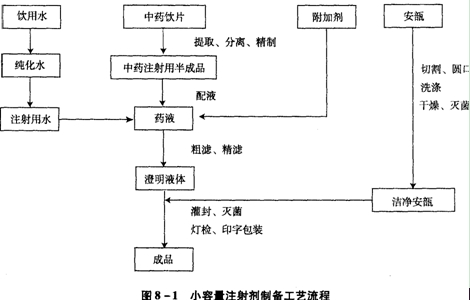 饮用水
中药饮片
附加剂
安瓿
提取、分离、精制
纯化水
中药注射用半成品
切割、圆口
洗涤
干燥、灭菌
配液
注射用水
药液
粗滤、精滤
澄明液体
洁净安瓿
灌封、灭菌
灯检、印字包装
成品
图8-1 小容量注射剂制备工艺流程